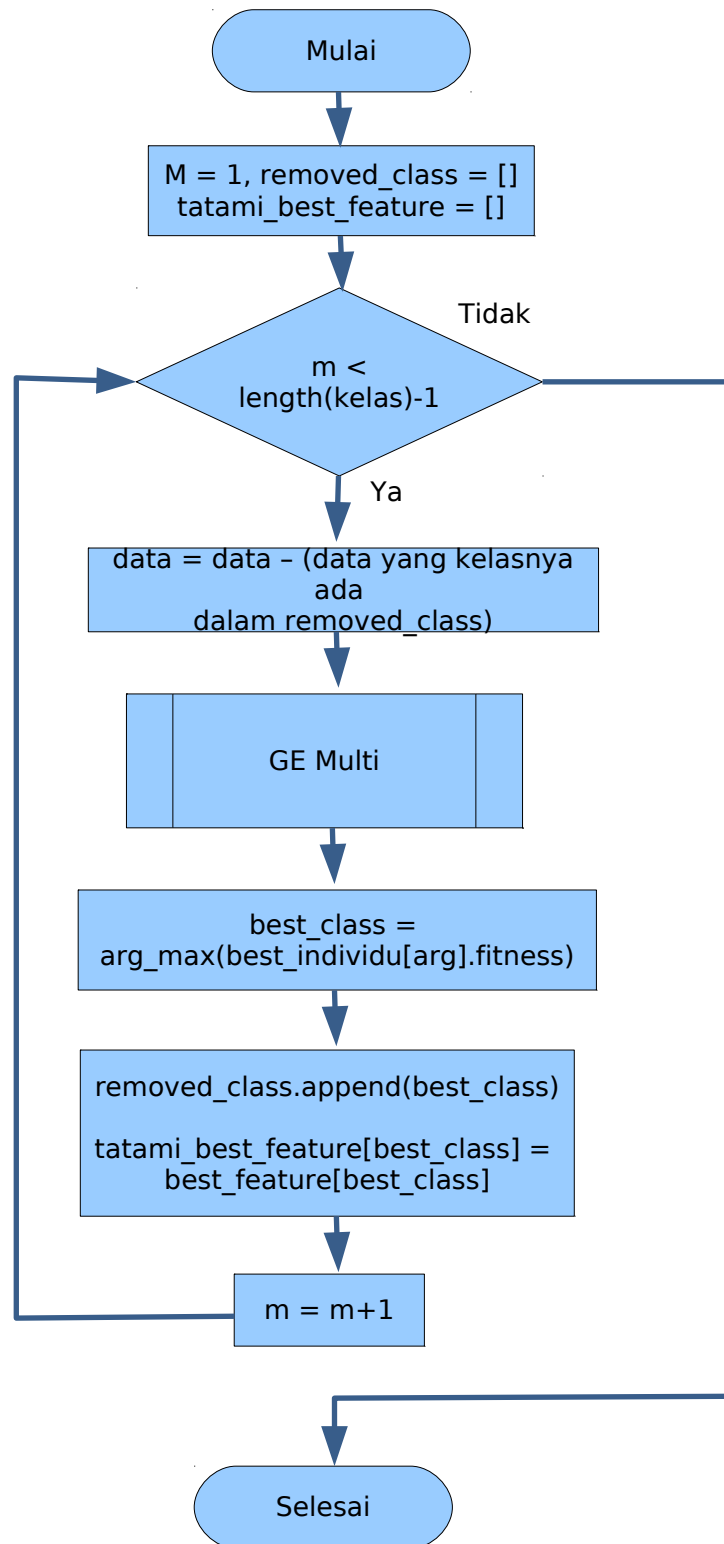 Mulai
M = 1, removed_class = []
tatami_best_feature = []
Tidak
m <
length(kelas)-1
Ya
data = data – (data yang kelasnya
ada
dalam removed_class)
GE Multi
best_class =
arg_max(best_individu[arg].fitness)
removed_class.append(best_class)
tatami_best_feature[best_class] =
best_feature[best_class]
m = m+1
Selesai